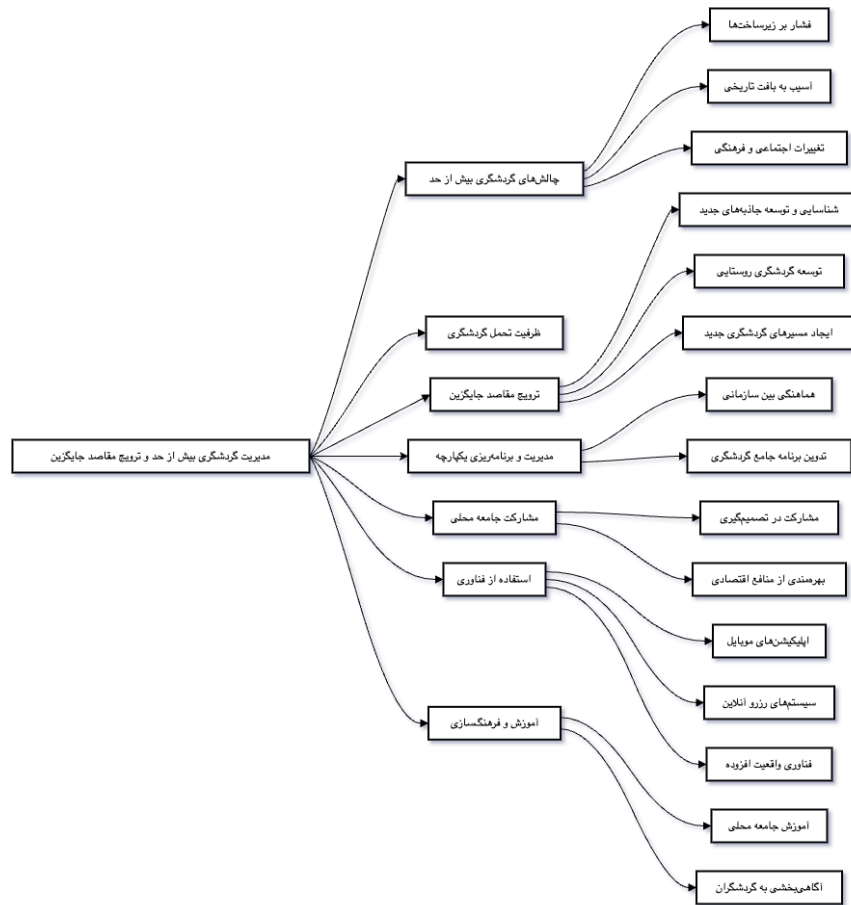 مدیریت گردشگری بیش از حد و ترویج مقاصد جایگزین
چالش‌های گردشگری بیش از حد
فشار بر زیرساخت‌ها
آسیب به بافت تاریخی
تغییرات اجتماعی و فرهنگی
ظرفیت تحمل گردشگری
ترویج مقاصد جایگزین
شناسایی و توسعه جاذبه‌های جدید
توسعه گردشگری روستایی
ایجاد مسیرهای گردشگری جدید
مدیریت و برنامه‌ریزی یکپارچه
هماهنگی بین سازمانی
تدوین برنامه جامع گردشگری
مشارکت جامعه محلی
مشارکت در تصمیم‌گیری
بهره‌مندی از منافع اقتصادی
استفاده از فناوری
اپلیکیشن‌های موبایل
سیستم‌های رزرو آنلاین
فناوری واقعیت افزوده
آموزش و فرهنگسازی
آموزش جامعه محلی
آگاهی‌بخشی به گردشگران